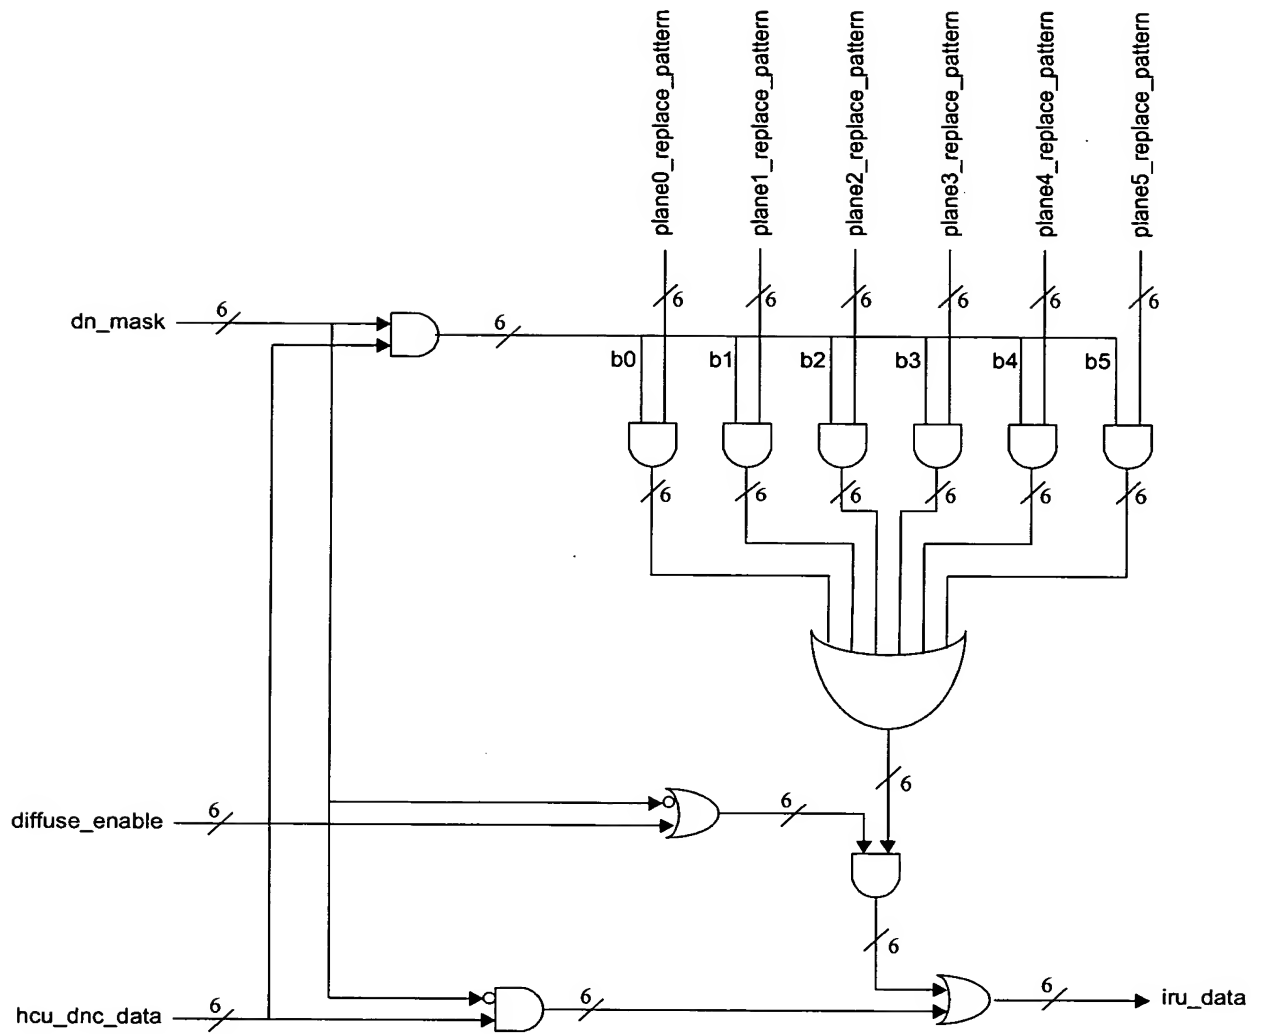 plane0_replace_pattern
plane1_replace_pattern
plane2_replace_pattern
plane3_replace_pattern
plane4_replace_pattern
plane5_replace_pattern
6 6 6 6 6 6
dn_mask 6 6
b0 b1 b2 b3 b4 b5
6 6 6 6 6 6
6
diffuse_enable 6 6
6
hcu_dnc_data 6 6 6 iru_data